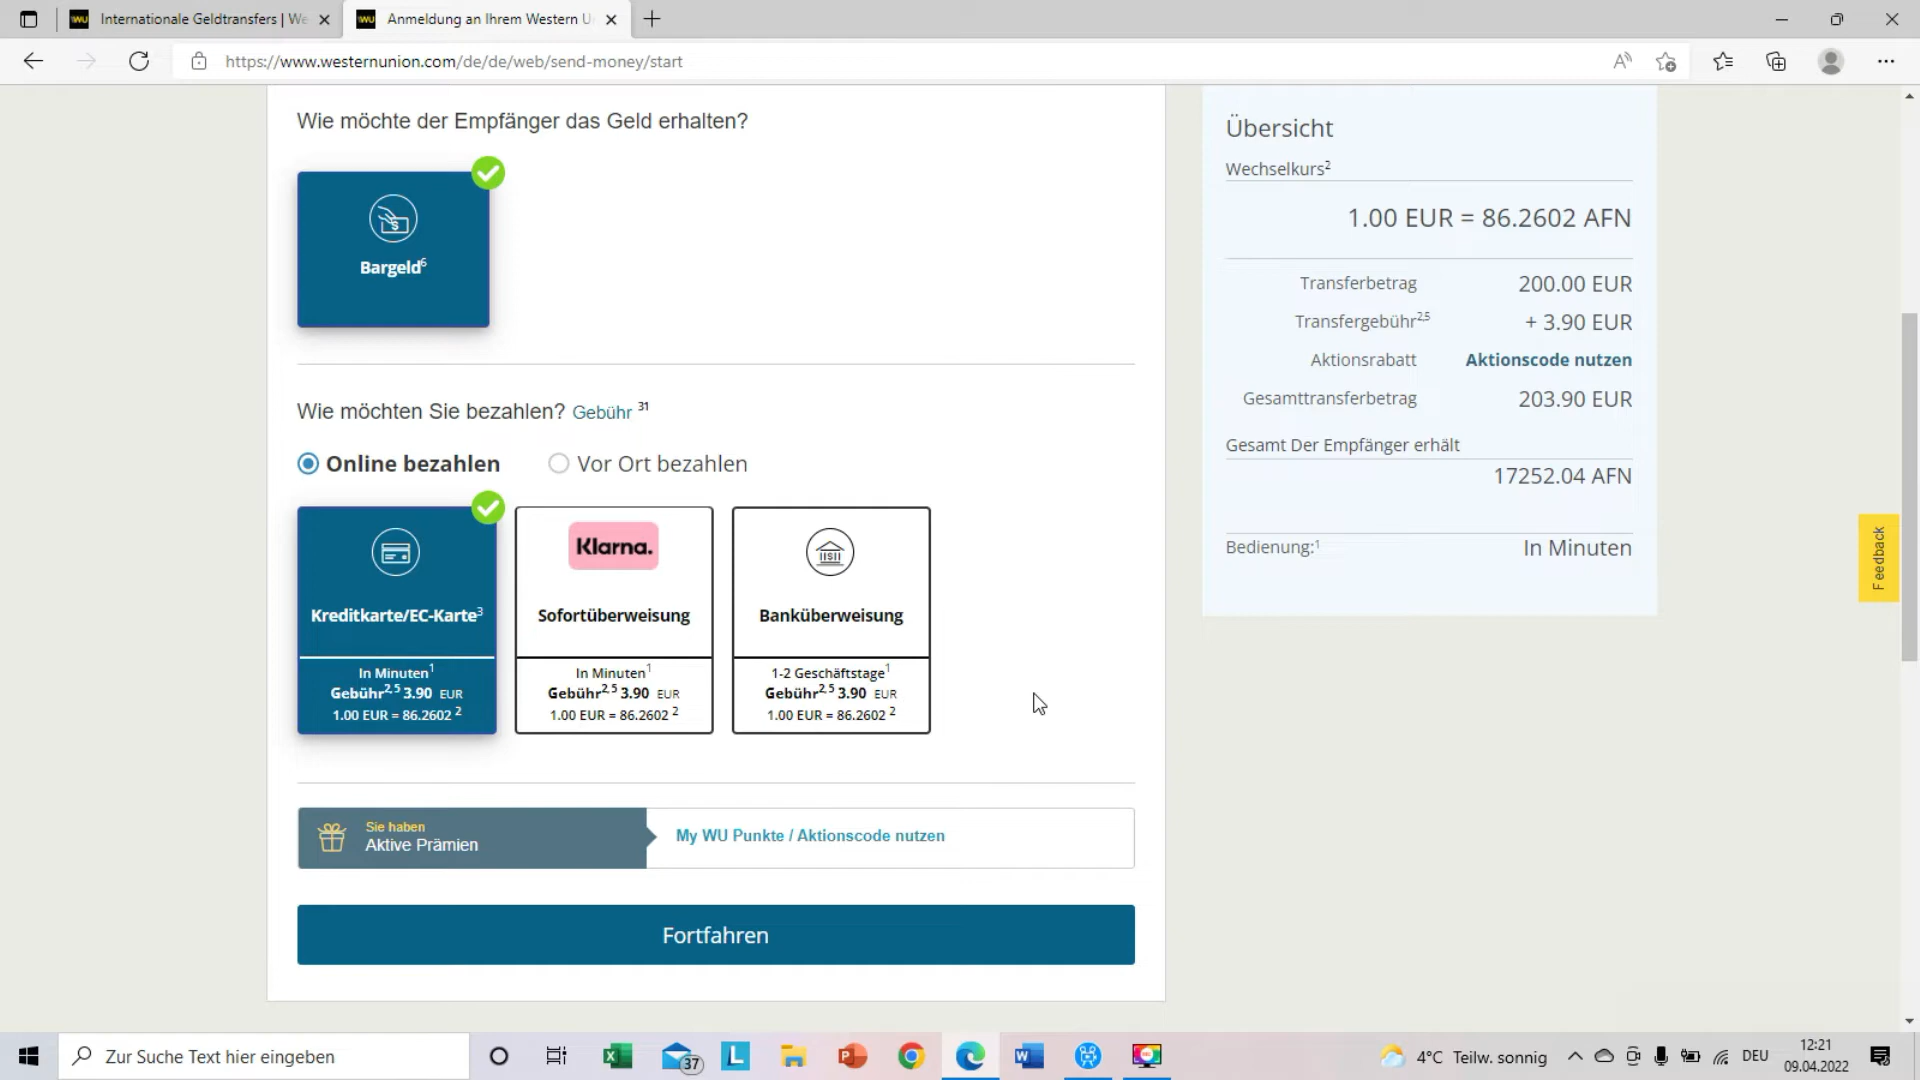 Internationale Geldtransfers | We
Anmeldung an Ihrem Western U
https://www.westernunion.com/de/de/web/send-money/start
Wie möchte der Empfänger das Geld erhalten?
Bargeld6
Wie möchten Sie bezahlen? Gebühr 31
Online bezahlen
Vor Ort bezahlen
Kreditkarte/EC-Karte3
In Minuten1
Gebühr2,5 3.90 EUR
1.00 EUR = 86.2602 2
Klarna.
Sofortüberweisung
In Minuten1
Gebühr2,5 3.90 EUR
1.00 EUR = 86.2602 2
Banküberweisung
1-2 Geschäftstage1
Gebühr2,5 3.90 EUR
1.00 EUR = 86.2602 2
Sie haben
Aktive Prämien
My WU Punkte / Aktionscode nutzen
Fortfahren
Übersicht
Wechselkurs2
1.00 EUR = 86.2602 AFN
Transferbetrag 200.00 EUR
Transfergebühr2,5 + 3.90 EUR
Aktionsrabatt Aktionscode nutzen
Gesamttransferbetrag 203.90 EUR
Gesamt Der Empfänger erhält
17252.04 AFN
Bedienung:1 In Minuten
Feedback
Zur Suche Text hier eingeben
37
4°C Teilw. sonnig
DEU
12:21
09.04.2022